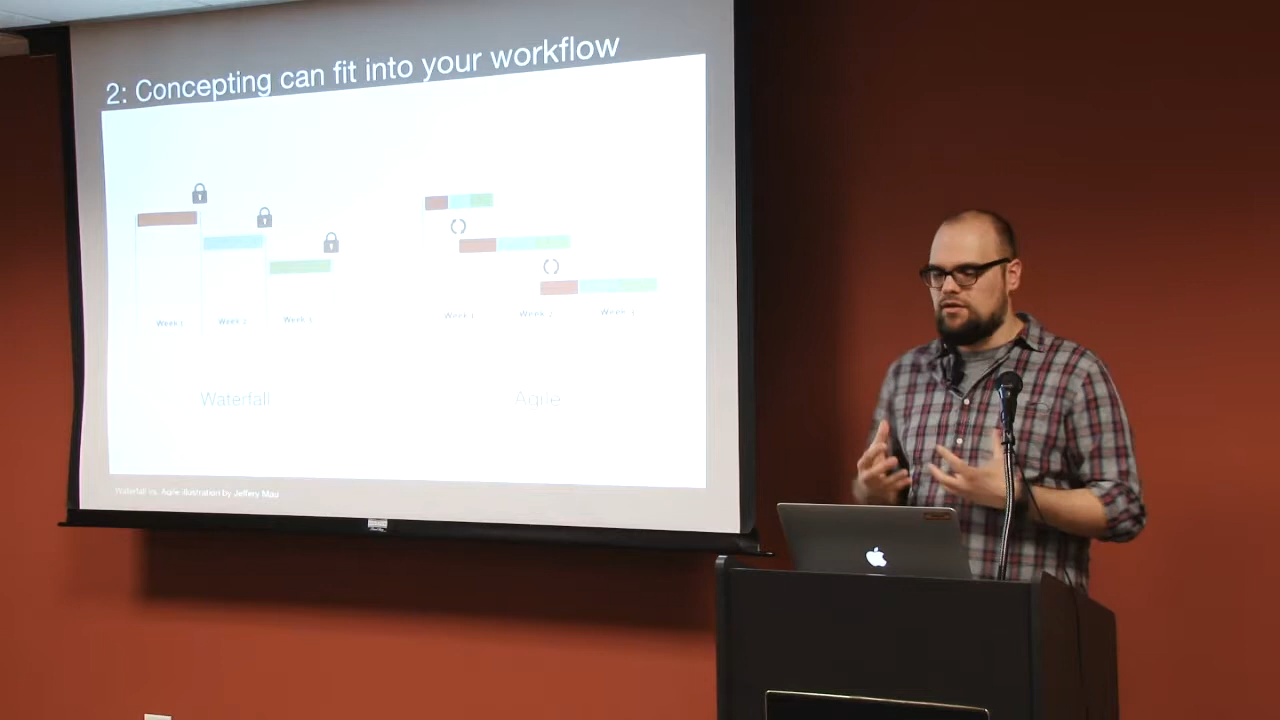 2: Concepting can fit into your workflow
Week 1
Week 2
Week 3
Week 1
Week 2
Week 3
Waterfall
Agile
Waterfall vs. Agile illustration by Jeffery Mau